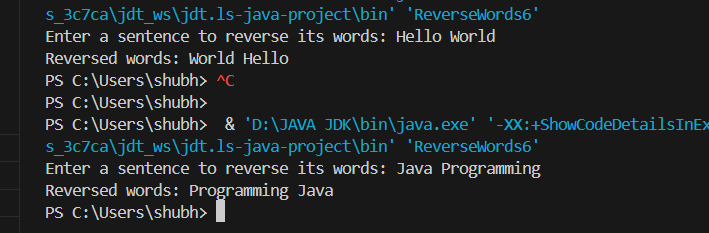 s_3c7ca\jdt_ws\jdt.ls-java-project\bin' 'ReverseWords6'
Enter a sentence to reverse its words: Hello World
Reversed words: World Hello
PS C:\Users\shubh> ^C
PS C:\Users\shubh>
PS C:\Users\shubh>  & 'D:\JAVA JDK\bin\java.exe' '-XX:+ShowCodeDetailsInEx
s_3c7ca\jdt_ws\jdt.ls-java-project\bin' 'ReverseWords6'
Enter a sentence to reverse its words: Java Programming
Reversed words: Programming Java
PS C:\Users\shubh>